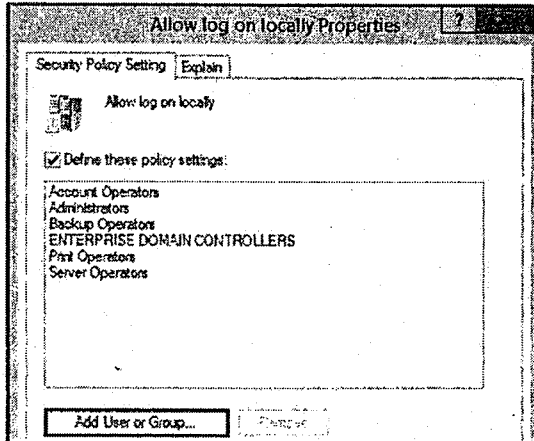 Allow log on locally Properties ?
Security Policy Setting Explain
Allow log on locally
Define these policy settings:
Account Operators
Administrators
Backup Operators
ENTERPRISE DOMAIN CONTROLLERS
Print Operators
Server Operators
Add User or Group... Remove